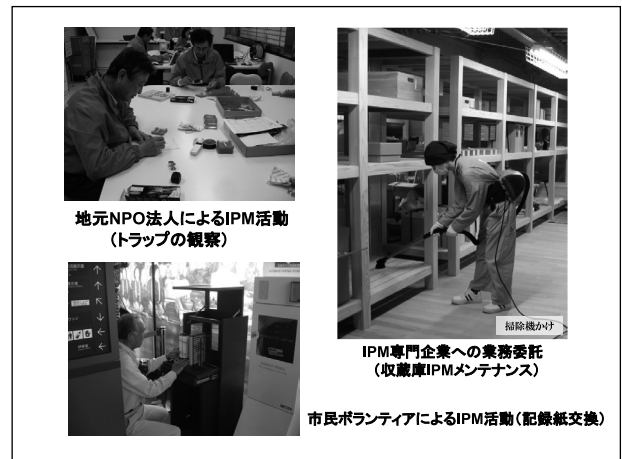 地元NPO法人によるIPM活動
(トラップの観察)
掃除機かけ
IPM専門企業への業務委託
(収蔵庫IPMメンテナンス)
市民ボランティアによるIPM活動(記録紙交換)